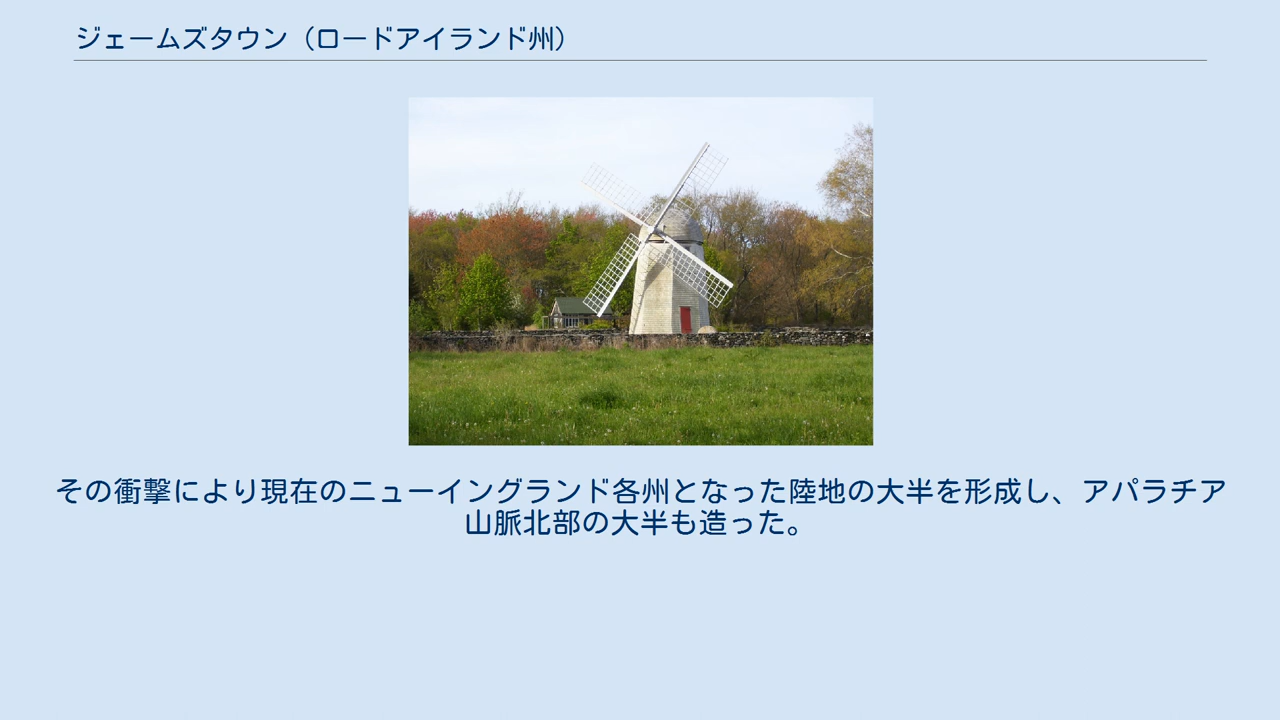 ジェームズタウン（ロードアイランド州）
その衝撃により現在のニューイングランド各州となった陸地の大半を形成し、アパラチア
山脈北部の大半も造った。